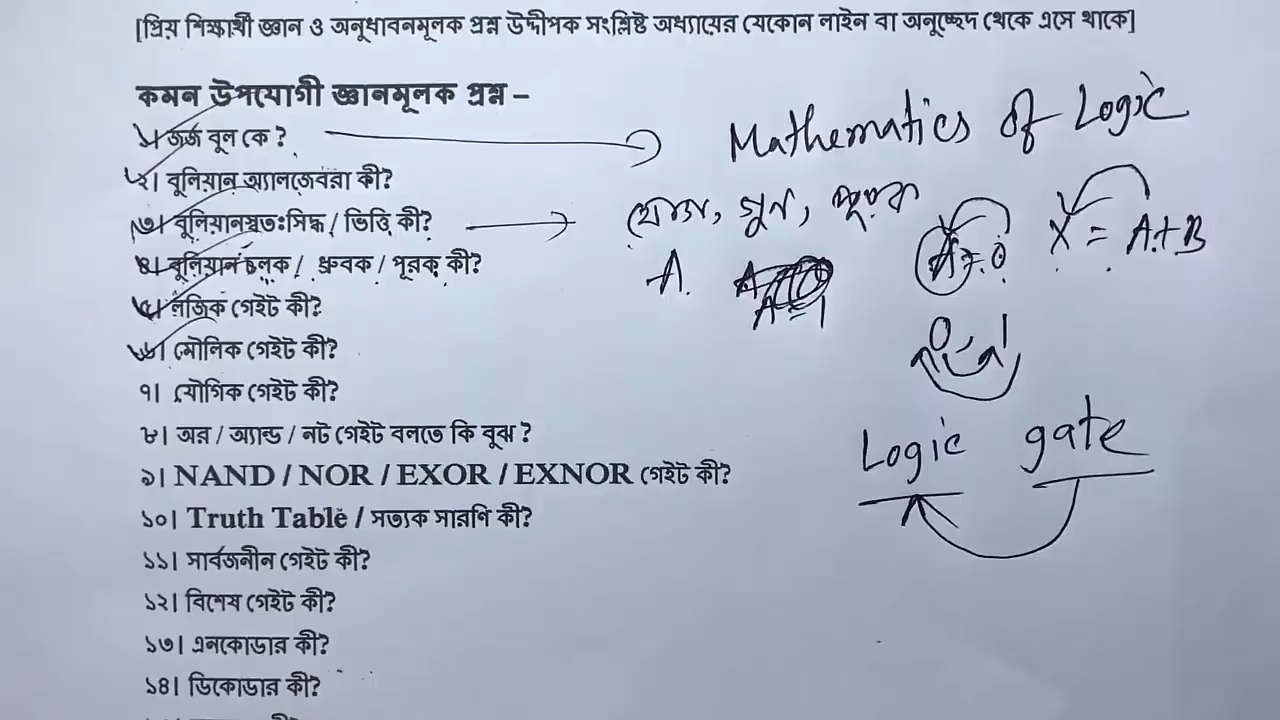 [প্রিয় শিক্ষার্থী জ্ঞান ও অনুধাবনমূলক প্রশ্ন উদ্দীপক সংশ্লিষ্ট অধ্যায়ের যেকোন লাইন বা অনুচ্ছেদ থেকে এসে থাকে]
কমন উপযোগী জ্ঞানমূলক প্রশ্ন –
১। জর্জ বুল কে ?
Mathematics of Logic
২। বুলিয়ান অ্যালজেবরা কী?
৩। বুলিয়ানস্বতঃসিদ্ধ / ভিত্তি কী?
যোগ, গুন, পূরক
X = A+B
৪। বুলিয়ান চলক / ধ্রুবক / পূরক কী?
A
A=1
৫। লজিক গেইট কী?
৬। মৌলিক গেইট কী?
৭। যৌগিক গেইট কী?
৮। অর / অ্যান্ড / নট গেইট বলতে কি বুঝ ?
Logic gate
৯। NAND / NOR / EXOR / EXNOR গেইট কী?
১০। Truth Table / সত্যক সারণি কী?
১১। সার্বজনীন গেইট কী?
১২। বিশেষ গেইট কী?
১৩। এনকোডার কী?
১৪। ডিকোডার কী?